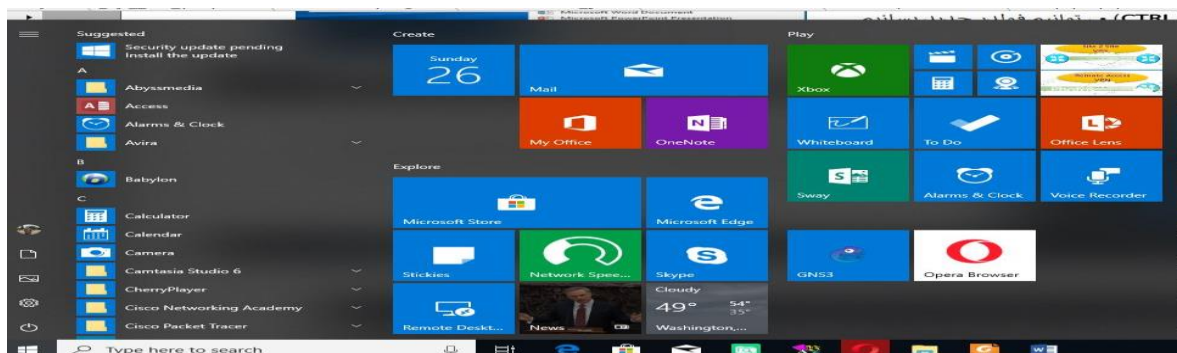 Microsoft Word Document
Microsoft PowerPoint Presentation
(CTRL
Suggested
Security update pending
Install the update
A
Abyssmedia
Access
Alarms & Clock
Avira
B
Babylon
C
Calculator
Calendar
Camera
Camtasia Studio 6
CherryPlayer
Cisco Networking Academy
Cisco Packet Tracer
Type here to search
Create
Sunday
26
Mail
My Office
OneNote
Explore
Microsoft Store
Microsoft Edge
Stickies
Network Spee...
Skype
Remote Deskt...
News
Cloudy
49° 54°
35°
Washington,...
Play
Xbox
VPN
Whiteboard
To Do
Office Lens
Sway
Alarms & Clock
Voice Recorder
GNS3
Opera Browser